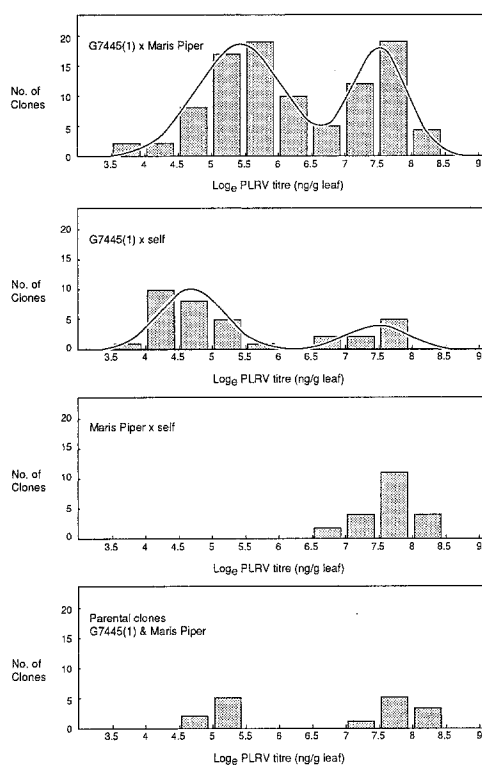 G7445(1) x Maris Piper
No. of
Clones
20
15
10
5
0
3.5 4 4.5 5 5.5 6 6.5 7 7.5 8 8.5 9
Logₑ PLRV titre (ng/g leaf)
G7445(1) x self
No. of
Clones
20
15
10
5
0
3.5 4 4.5 5 5.5 6 6.5 7 7.5 8 8.5 9
Logₑ PLRV titre (ng/g leaf)
Maris Piper x self
No. of
Clones
20
15
10
5
0
3.5 4 4.5 5 5.5 6 6.5 7 7.5 8 8.5 9
Logₑ PLRV titre (ng/g leaf)
Parental clones
G7445(1) & Maris Piper
No. of
Clones
20
15
10
5
0
3.5 4 4.5 5 5.5 6 6.5 7 7.5 8 8.5 9
Logₑ PLRV titre (ng/g leaf)